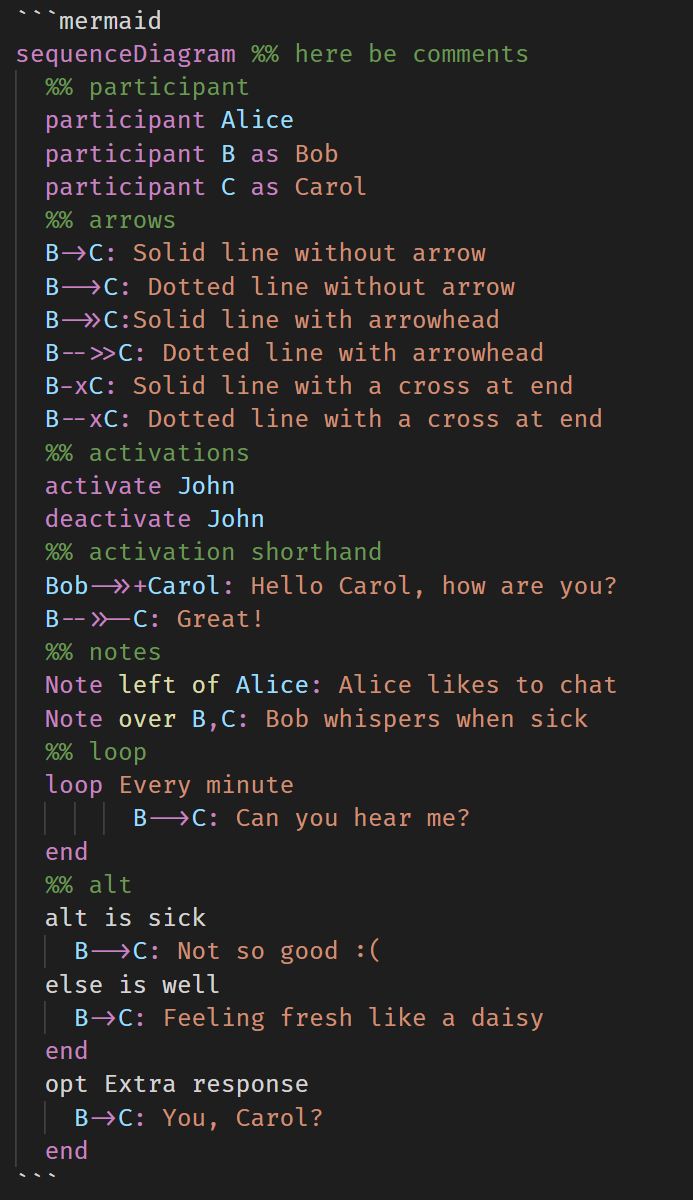 ```mermaid
sequenceDiagram %% here be comments
%% participant
participant Alice
participant B as Bob
participant C as Carol
%% arrows
B->C: Solid line without arrow
B-->C: Dotted line without arrow
B->>C:Solid line with arrowhead
B-->>C: Dotted line with arrowhead
B-xC: Solid line with a cross at end
B--xC: Dotted line with a cross at end
%% activations
activate John
deactivate John
%% activation shorthand
Bob->>+Carol: Hello Carol, how are you?
B-->>-C: Great!
%% notes
Note left of Alice: Alice likes to chat
Note over B,C: Bob whispers when sick
%% loop
loop Every minute
B-->C: Can you hear me?
end
%% alt
alt is sick
B-->C: Not so good :(
else is well
B->C: Feeling fresh like a daisy
end
opt Extra response
B->C: You, Carol?
end
```